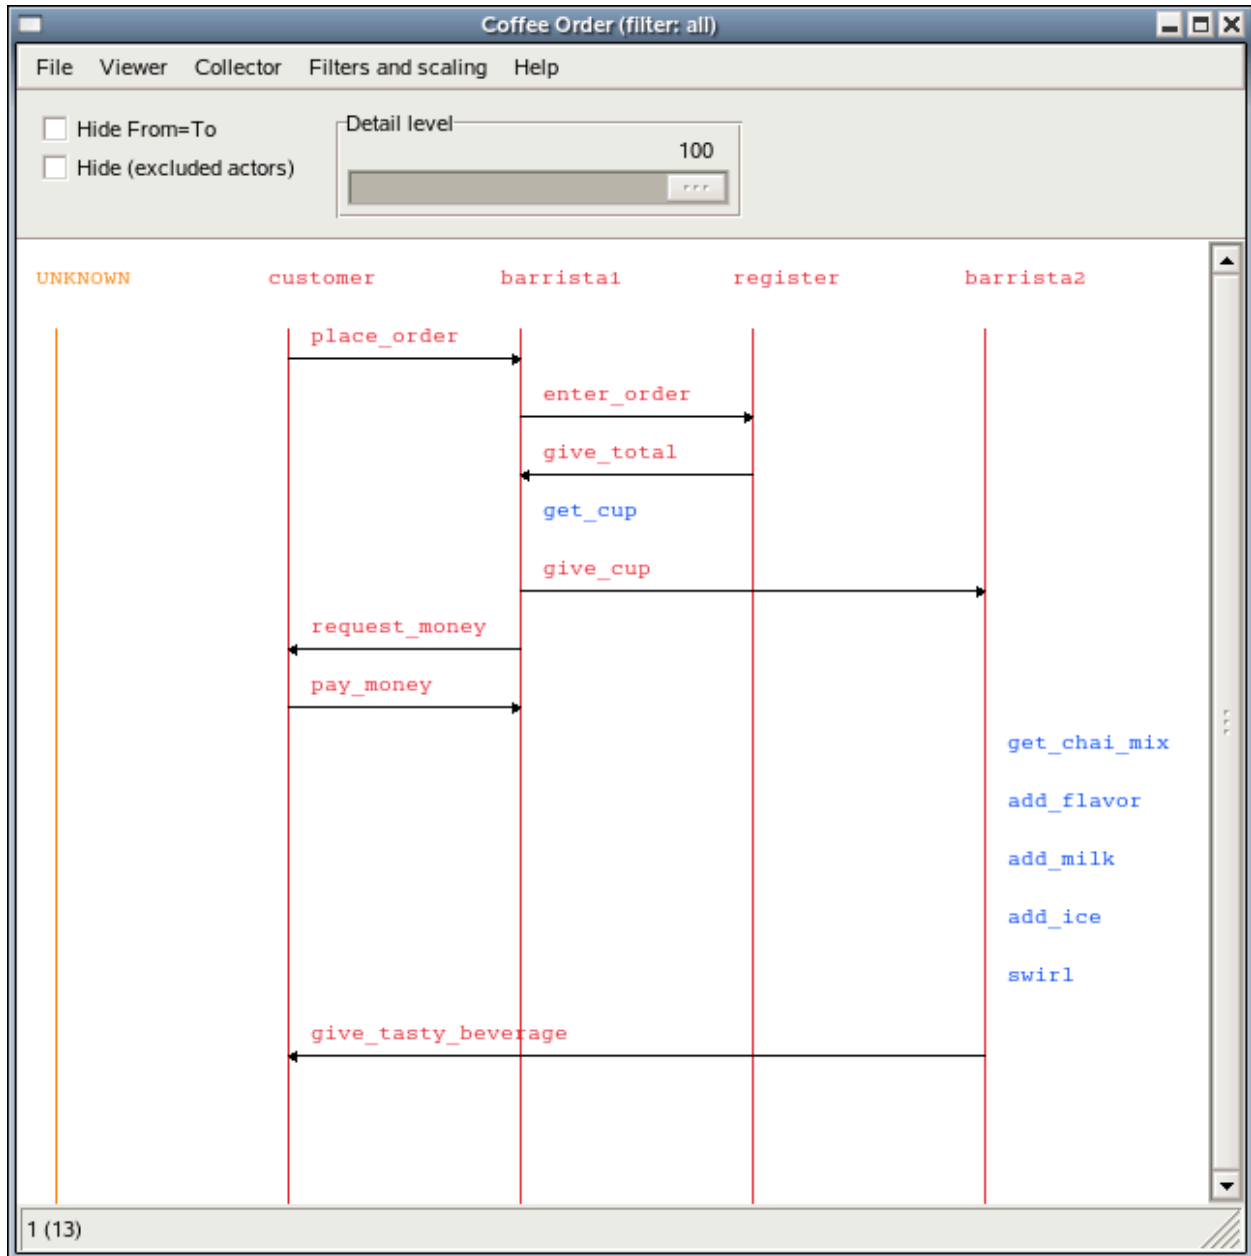 Coffee Order (filter: all)
File Viewer Collector Filters and scaling Help
Hide From=To
Hide (excluded actors)
Detail level
100
UNKNOWN customer barrista1 register barrista2
place_order
enter_order
give_total
get_cup
give_cup
request_money
pay_money
get_chai_mix
add_flavor
add_milk
add_ice
swirl
give_tasty_beverage
1 (13)